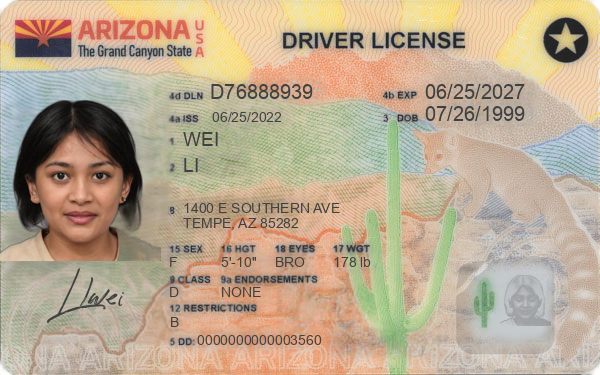 ARIZONA USA
The Grand Canyon State
DRIVER LICENSE
4d DLN D76888939 4b EXP 06/25/2027
4a ISS 06/25/2022 3 DOB 07/26/1999
1 WEI
2 LI
8 1400 E SOUTHERN AVE
TEMPE, AZ 85282
15 SEX 16 HGT 18 EYES 17 WGT
F 5'-10" BRO 178 lb
9 CLASS 9a ENDORSEMENTS
D NONE
12 RESTRICTIONS
B
5 DD: 0000000000003560
Li wei
ARIZONA ARIZONA ARIZONA ARIZONA